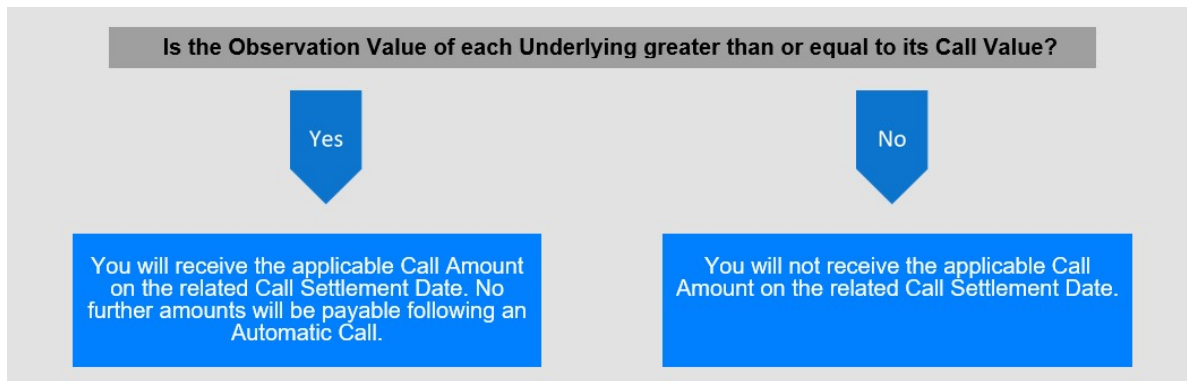 Is the Observation Value of each Underlying greater than or equal to its Call Value?
Yes
No
You will receive the applicable Call Amount
on the related Call Settlement Date. No
further amounts will be payable following an
Automatic Call.
You will not receive the applicable Call
Amount on the related Call Settlement Date.